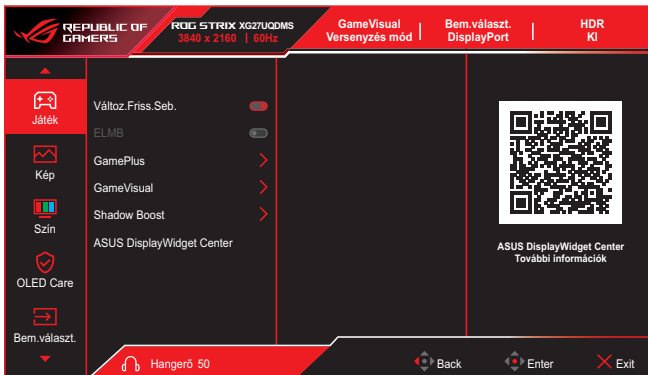 REPUBLIC OF
GAMERS
ROG STRIX XG27UQDMS
3840 x 2160 | 60Hz
GameVisual
Versenyzés mód
Bem.választ.
DisplayPort
HDR
KI
Játék
Kép
Szín
OLED Care
Bem.választ.
Változ.Friss.Seb.
ELMB
GamePlus
GameVisual
Shadow Boost
ASUS DisplayWidget Center
ASUS DisplayWidget Center
További információk
Hangerő 50
Back
Enter
Exit